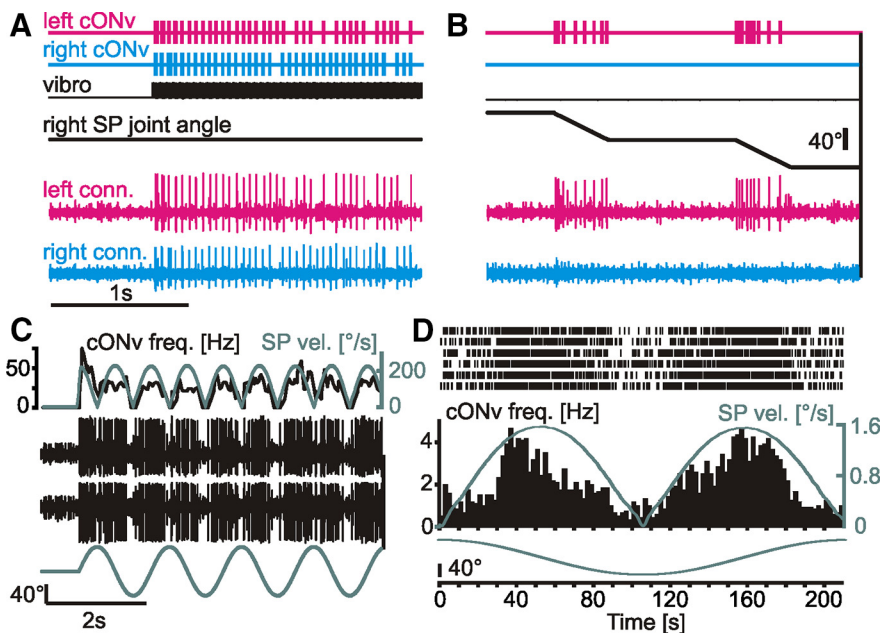 A
left cONv
right cONv
vibro
right SP joint angle
left conn.
right conn.
1s
B
40°
C
cONv freq. [Hz]
SP vel. [°/s]
50
0
200
0
40°
2s
D
cONv freq. [Hz]
SP vel. [°/s]
4
2
0
1.6
0.8
0
40°
0 40 80 120 160 200
Time [s]